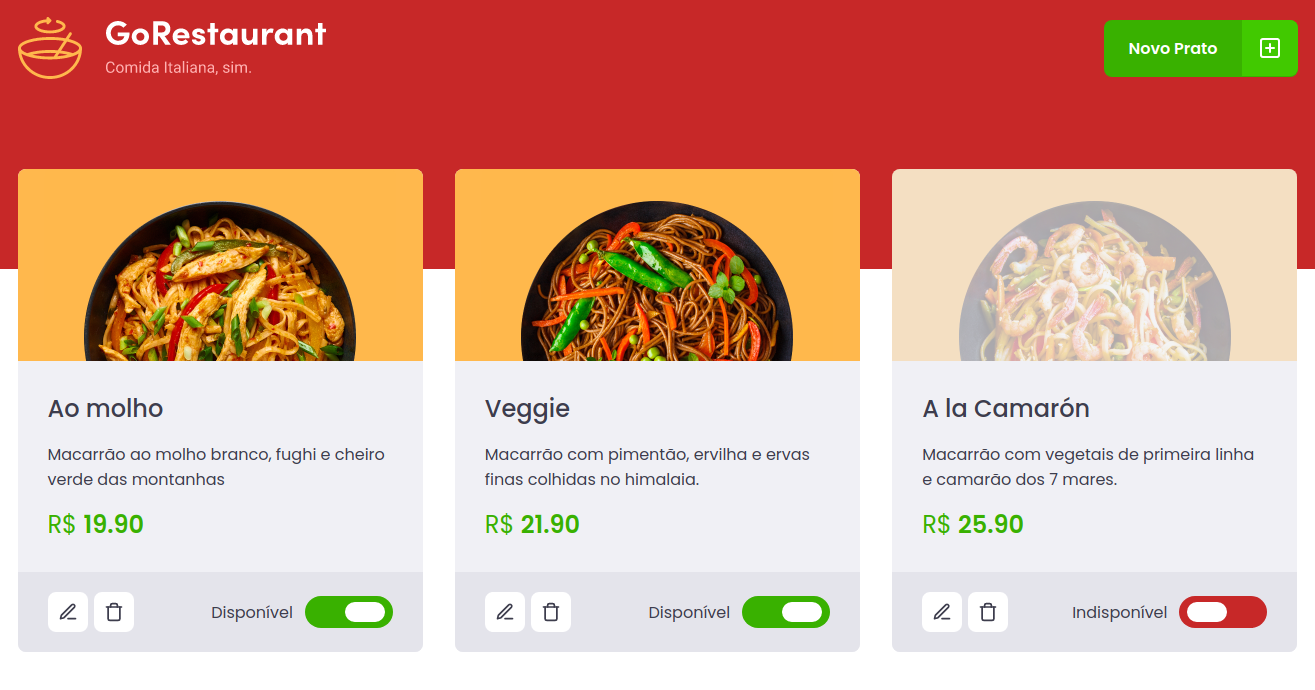 GoRestaurant
Comida Italiana, sim.
Novo Prato
Ao molho
Macarrão ao molho branco, fughi e cheiro
verde das montanhas
R$ 19.90
Disponível
Veggie
Macarrão com pimentão, ervilha e ervas
finas colhidas no himalaia.
R$ 21.90
Disponível
A la Camarón
Macarrão com vegetais de primeira linha
e camarão dos 7 mares.
R$ 25.90
Indisponível